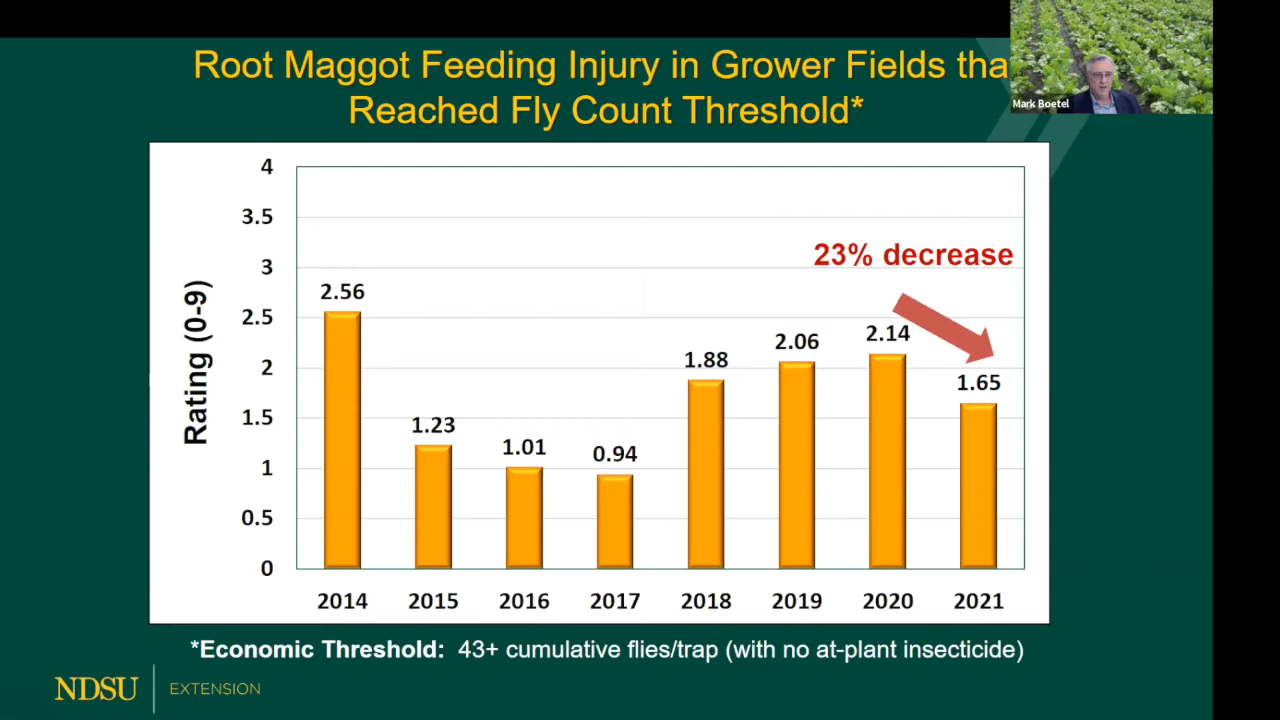 Root Maggot Feeding Injury in Grower Fields tha
Reached Fly Count Threshold*
Mark Boetel
Rating (0-9)
4
3.5
3
2.5
2
1.5
1
0.5
0
23% decrease
2.56
1.23
1.01
0.94
1.88
2.06
2.14
1.65
2014 2015 2016 2017 2018 2019 2020 2021
*Economic Threshold: 43+ cumulative flies/trap (with no at-plant insecticide)
NDSU EXTENSION